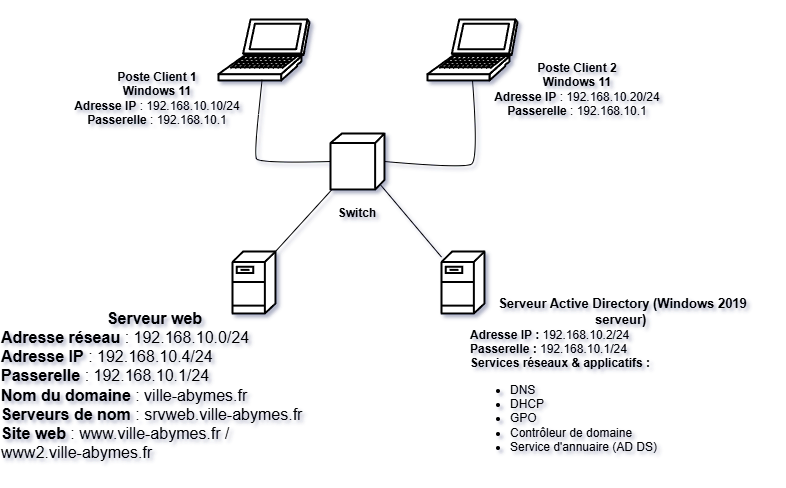 Poste Client 1
Windows 11
Adresse IP : 192.168.10.10/24
Passerelle : 192.168.10.1
Poste Client 2
Windows 11
Adresse IP : 192.168.10.20/24
Passerelle : 192.168.10.1
Switch
Serveur web
Adresse réseau : 192.168.10.0/24
Adresse IP : 192.168.10.4/24
Passerelle : 192.168.10.1/24
Nom du domaine : ville-abymes.fr
Serveurs de nom : srvweb.ville-abymes.fr
Site web : www.ville-abymes.fr /
www2.ville-abymes.fr
Serveur Active Directory (Windows 2019
serveur)
Adresse IP : 192.168.10.2/24
Passerelle : 192.168.10.1/24
Services réseaux & applicatifs :
• DNS
• DHCP
• GPO
• Contrôleur de domaine
• Service d'annuaire (AD DS)